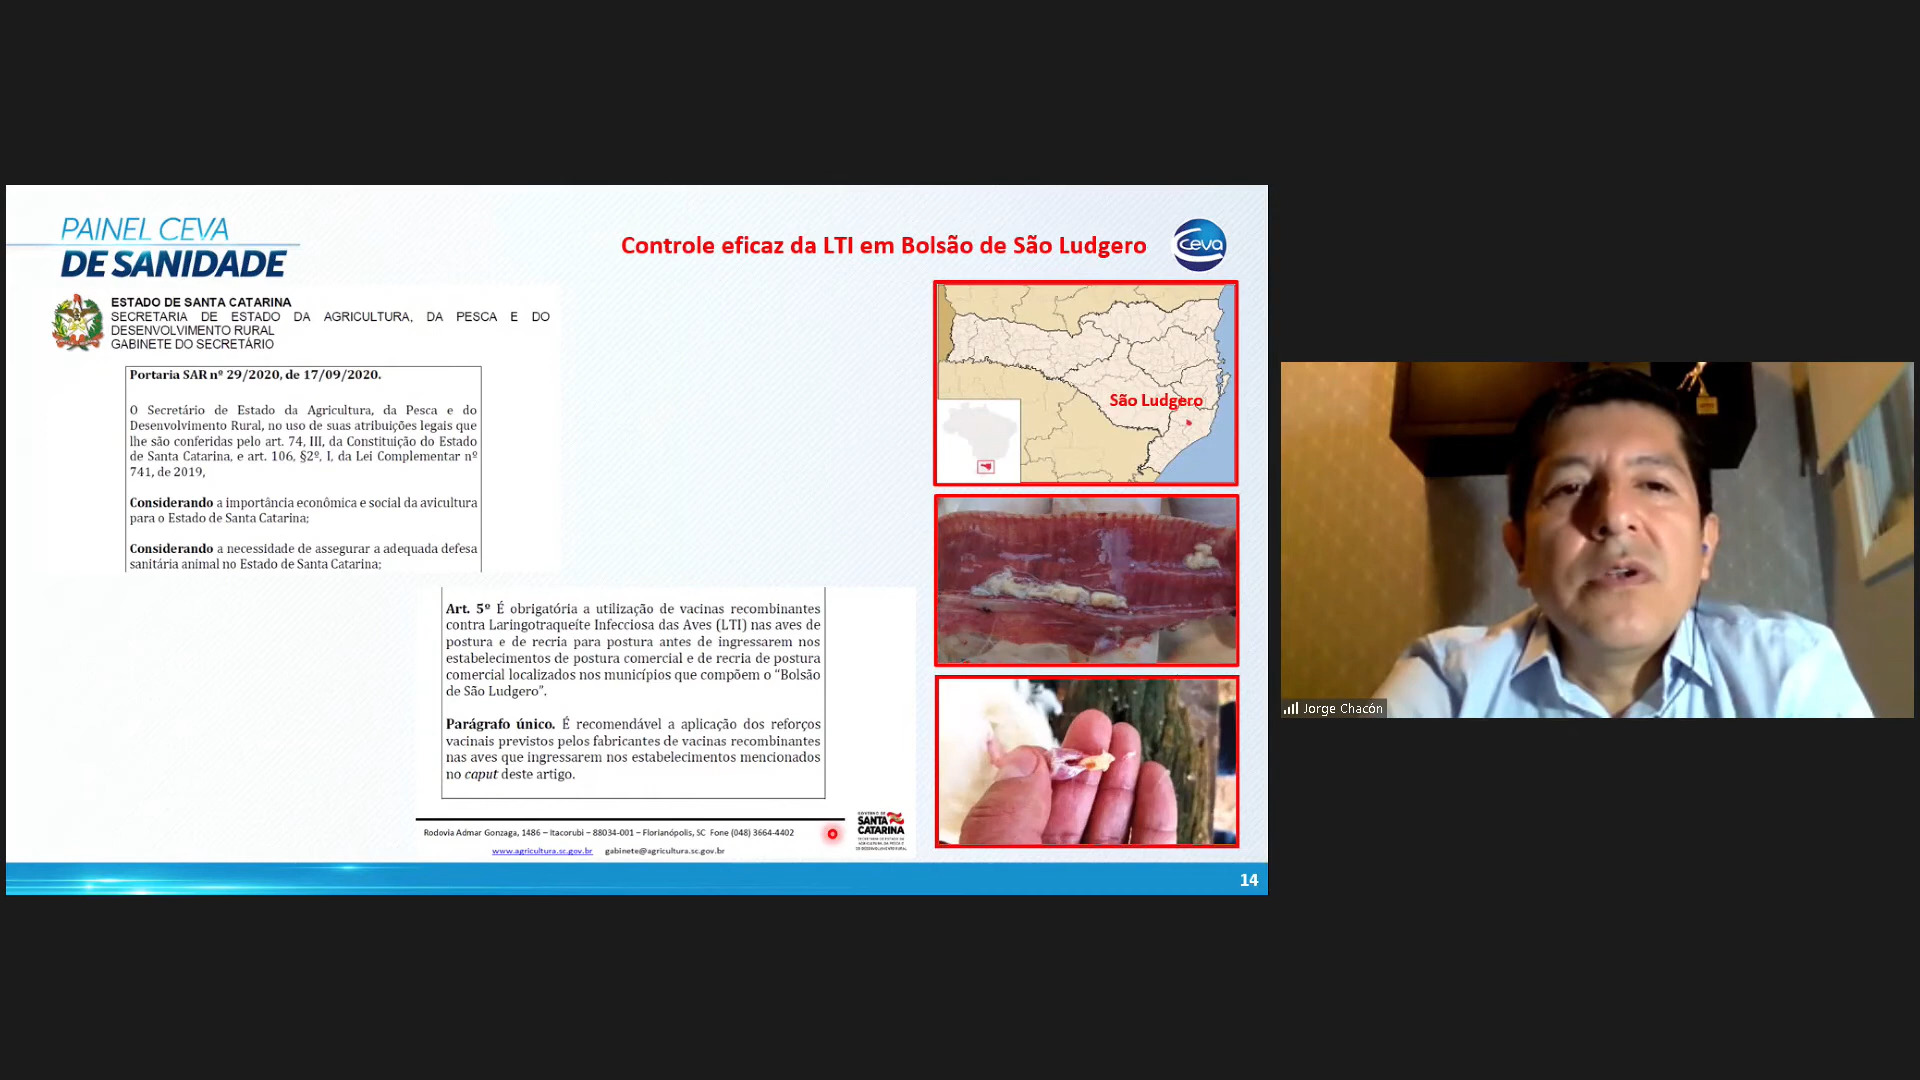 PAINEL CEVA
DE SANIDADE
Controle eficaz da LTI em Bolsão de São Ludgero
Ceva
ESTADO DE SANTA CATARINA
SECRETARIA DE ESTADO DA AGRICULTURA, DA PESCA E DO
DESENVOLVIMENTO RURAL
GABINETE DO SECRETÁRIO
Portaria SAR nº 29/2020, de 17/09/2020.
O Secretário de Estado da Agricultura, da Pesca e do
Desenvolvimento Rural, no uso de suas atribuições legais que
lhe são conferidas pelo art. 74, III, da Constituição do Estado
de Santa Catarina, e art. 106, §2º, I, da Lei Complementar nº
741, de 2019,
Considerando a importância econômica e social da avicultura
para o Estado de Santa Catarina;
Considerando a necessidade de assegurar a adequada defesa
sanitária animal no Estado de Santa Catarina;
Art. 5º É obrigatória a utilização de vacinas recombinantes
contra Laringotraqueíte Infecciosa das Aves (LTI) nas aves de
postura e de recria para postura antes de ingressarem nos
estabelecimentos de postura comercial e de recria de postura
comercial localizados nos municípios que compõem o “Bolsão
de São Ludgero”.
Parágrafo único. É recomendável a aplicação dos reforços
vacinais previstos pelos fabricantes de vacinas recombinantes
nas aves que ingressarem nos estabelecimentos mencionados
no caput deste artigo.
Rodovia Admar Gonzaga, 1486 – Itacorubi – 88034-001 – Florianópolis, SC Fone (048) 3664-4402
www.agricultura.sc.gov.br gabinete@agricultura.sc.gov.br
GOVERNO DE
SANTA
CATARINA
São Ludgero
14
Jorge Chacón